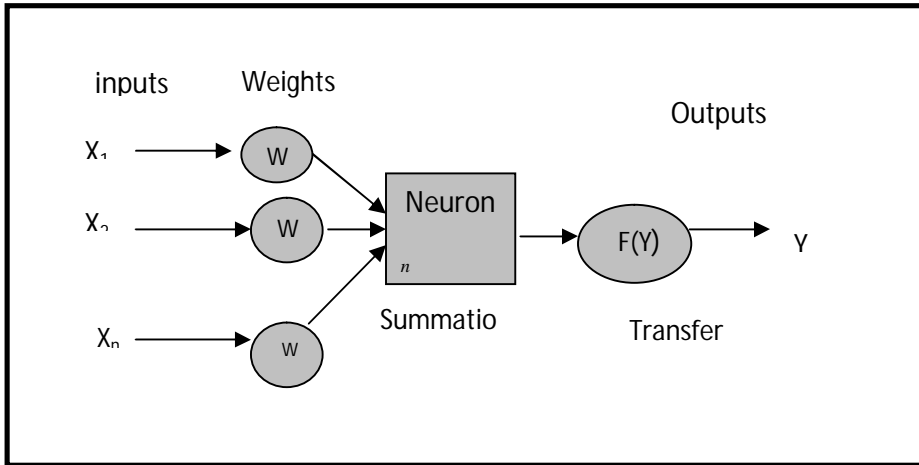 inputs
Weights
Outputs
X₁
W
Neuron
X₂
W
F(Y)
Y
n
Summatio
Transfer
Xₙ
W